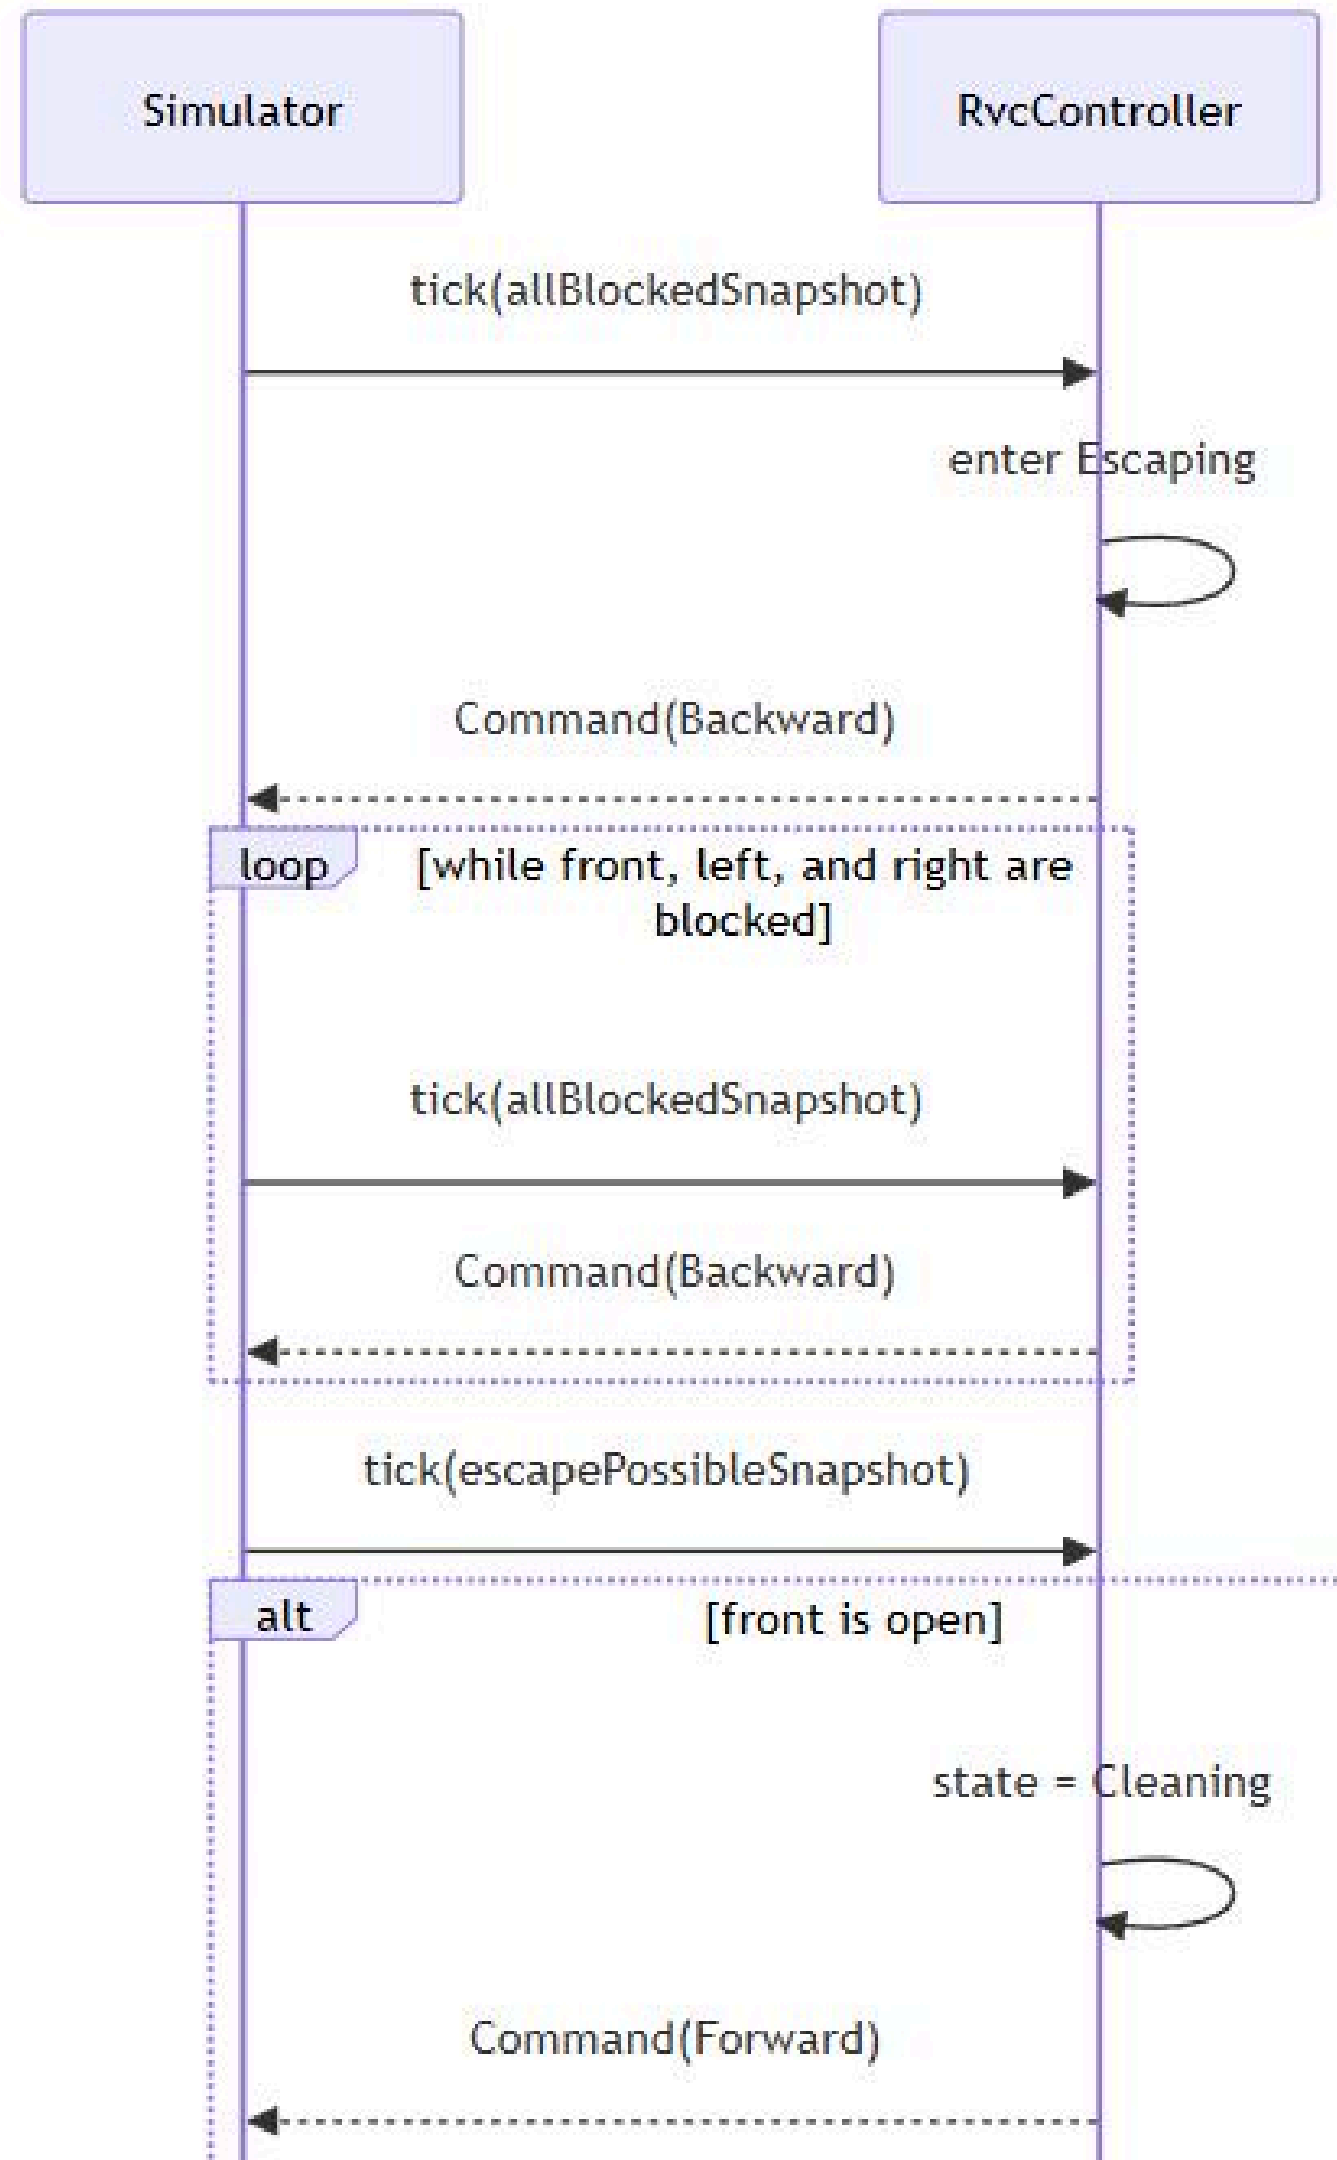 Simulator
RvcController
tick(allBlockedSnapshot)
enter Escaping
Command(Backward)
loop
[while front, left, and right are
blocked]
tick(allBlockedSnapshot)
Command(Backward)
tick(escapePossibleSnapshot)
alt
[front is open]
state = Cleaning
Command(Forward)